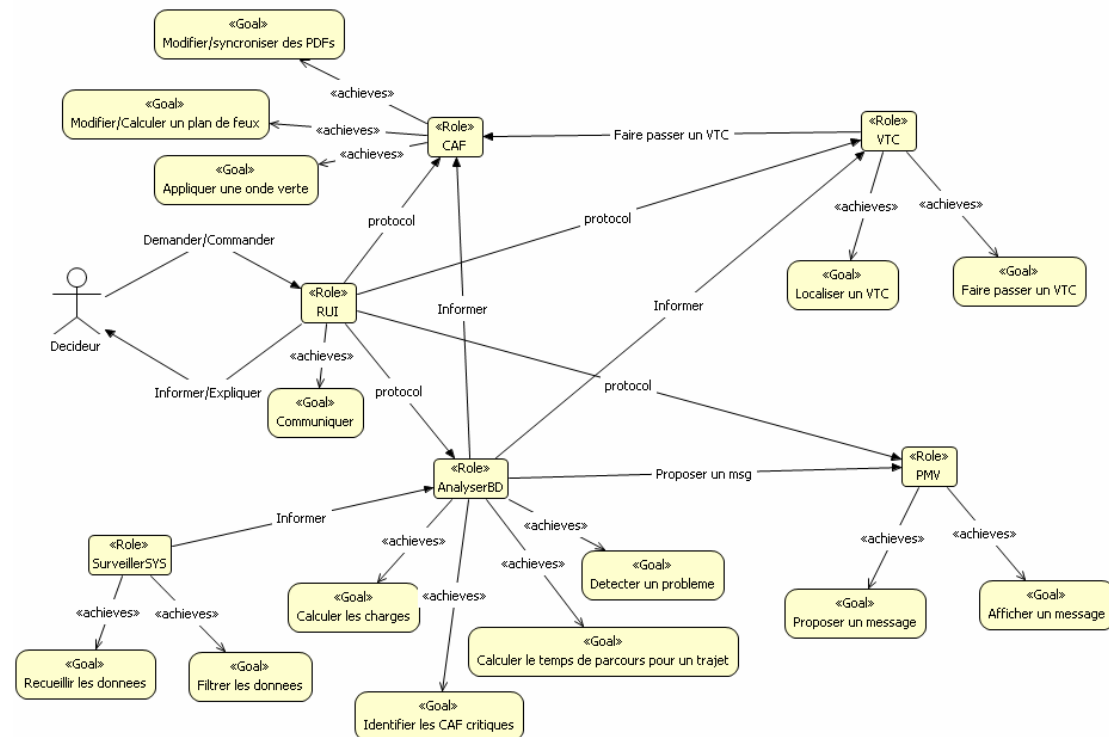 «Goal»
Modifier/syncroniser des PDFs
«achieves»
«Goal»
Modifier/Calculer un plan de feux
«achieves»
«Role»
CAF
Faire passer un VTC
«Role»
VTC
«achieves»
«Goal»
Appliquer une onde verte
protocol
protocol
«achieves»
«achieves»
Demander/Commander
«Goal»
Localiser un VTC
«Goal»
Faire passer un VTC
«Role»
RUI
Informer
Informer
Decideur
«achieves»
Informer/Expliquer
protocol
protocol
«Goal»
Communiquer
«Role»
AnalyserBD
Proposer un msg
«Role»
PMV
Informer
«Role»
SurveillerSYS
«achieves»
«achieves»
«achieves»
«achieves»
«achieves»
«achieves»
«Goal»
Detecter un probleme
«achieves»
«achieves»
«Goal»
Calculer les charges
«Goal»
Proposer un message
«Goal»
Afficher un message
«Goal»
Calculer le temps de parcours pour un trajet
«Goal»
Recueillir les donnees
«Goal»
Filtrer les donnees
«Goal»
Identifier les CAF critiques